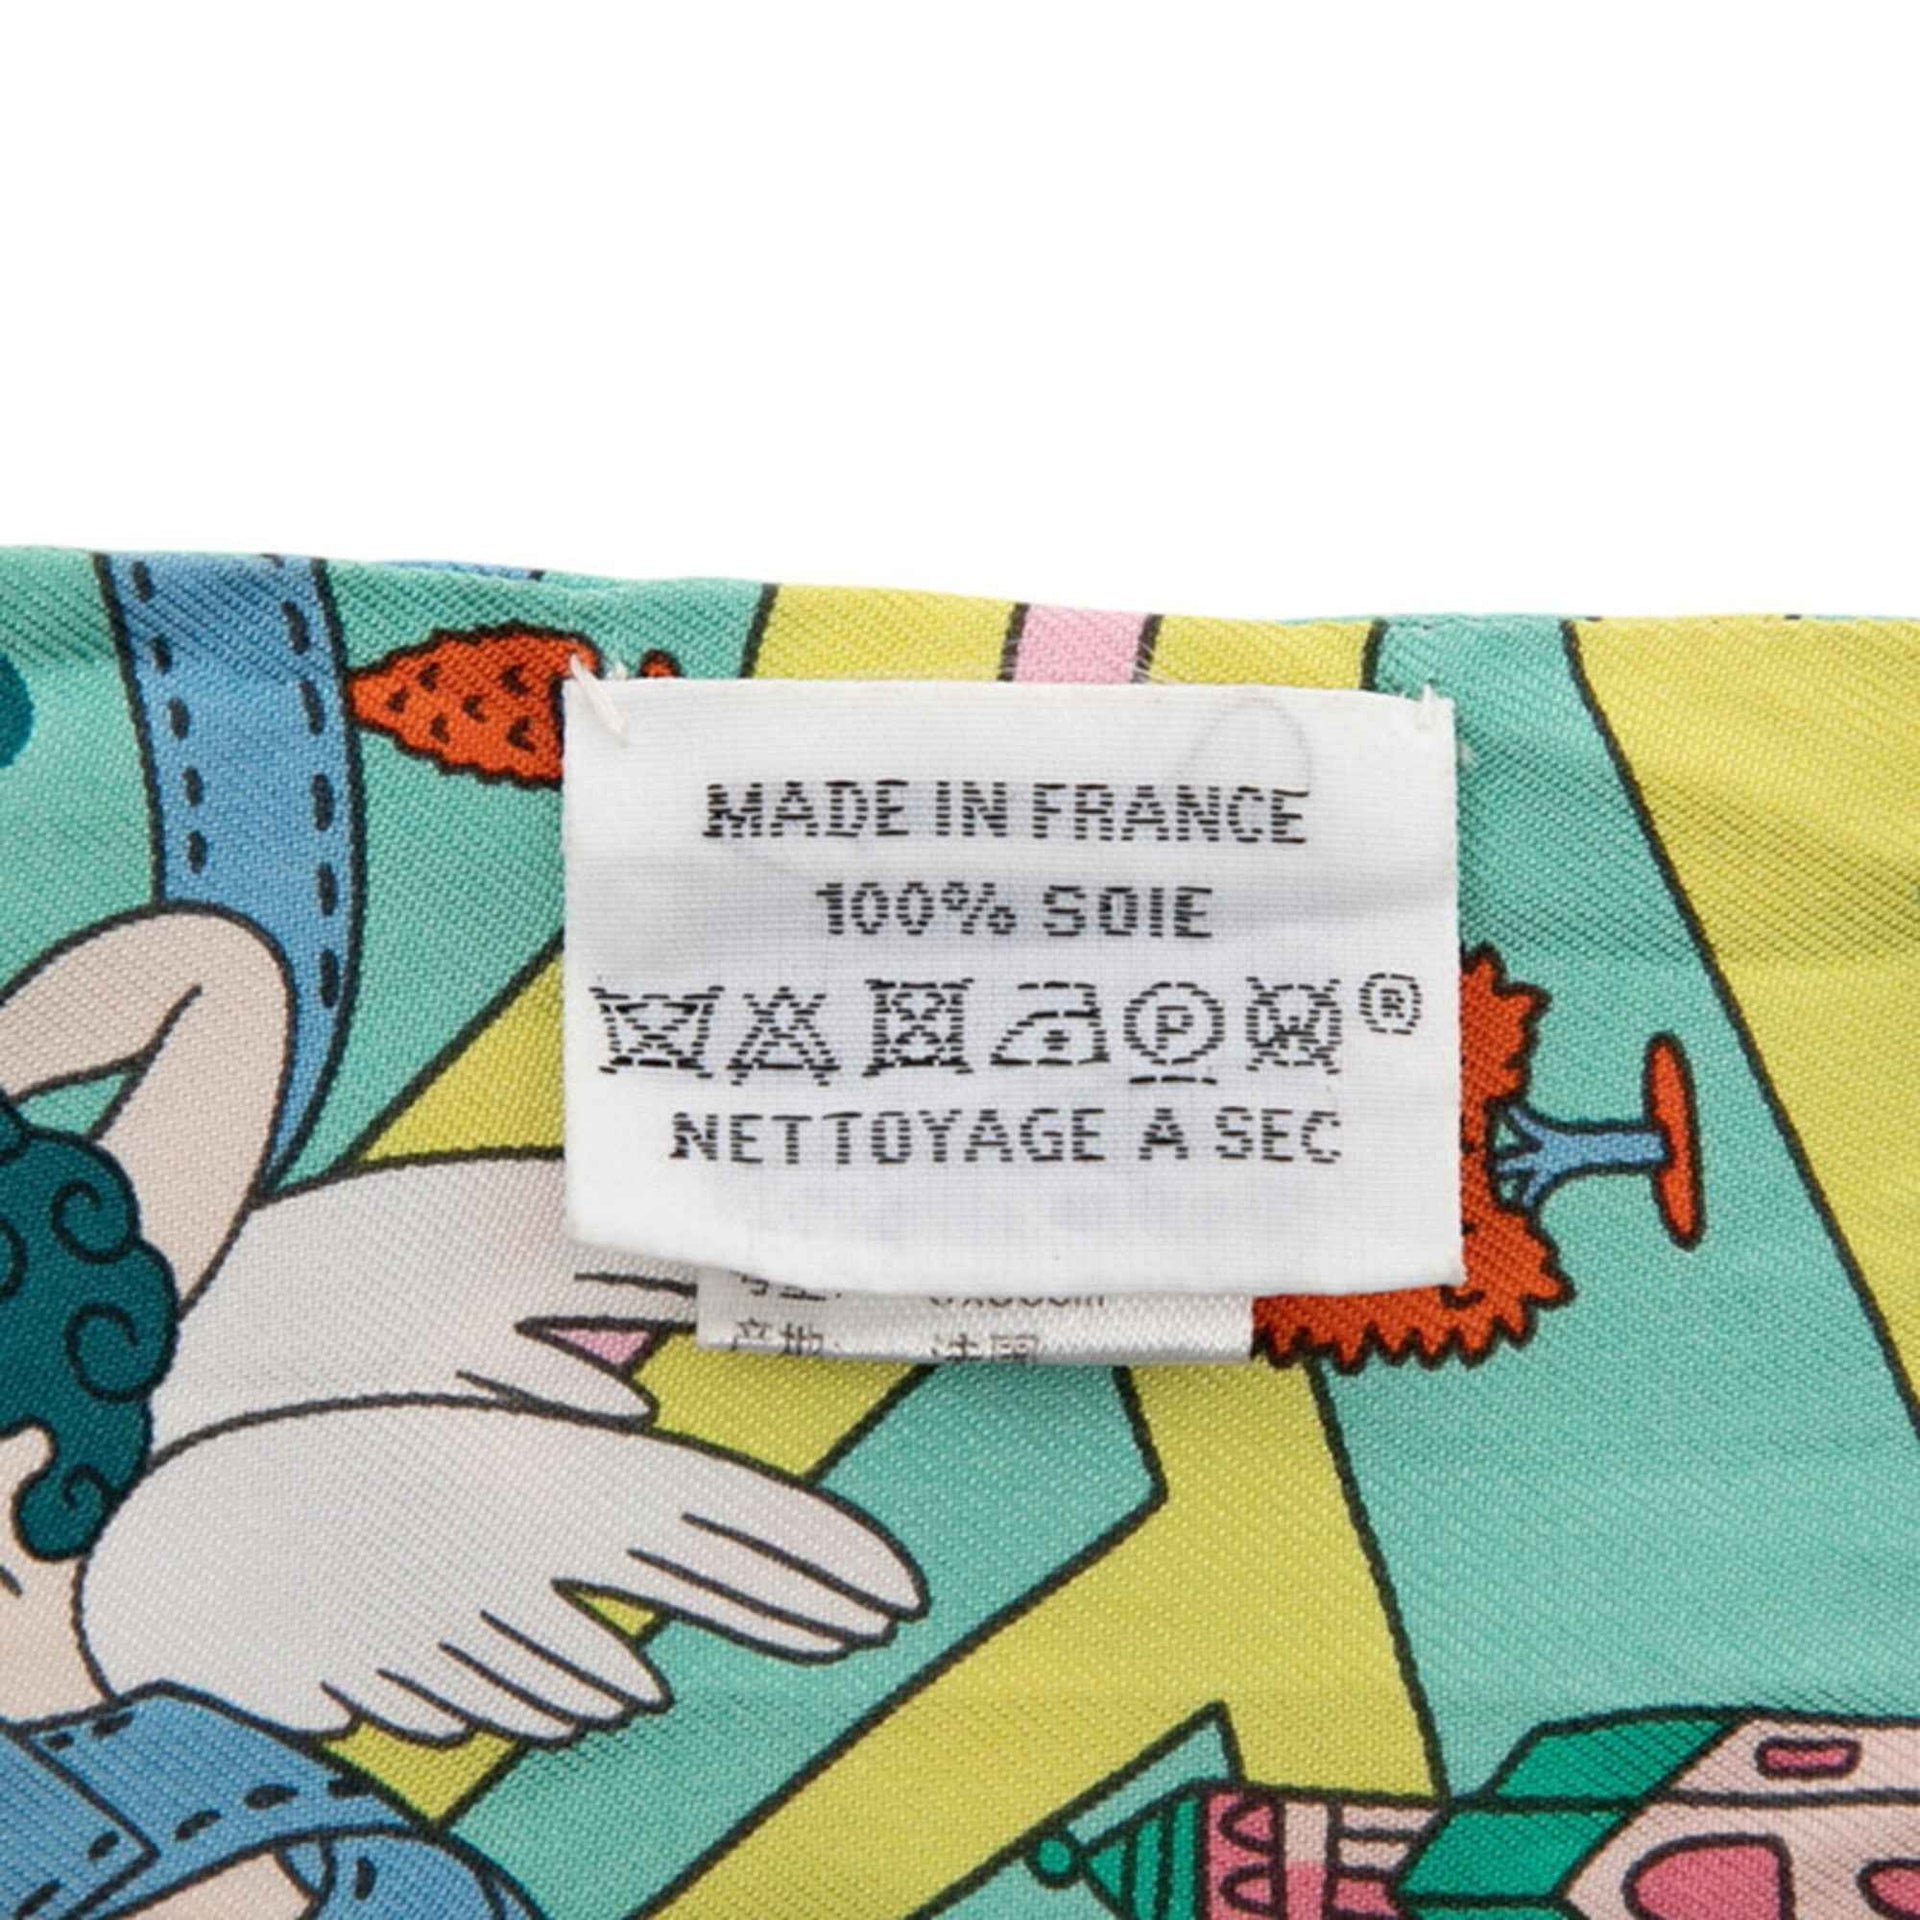 MADE IN FRANCE
100% SOIE
P ®
NETTOYAGE A SEC